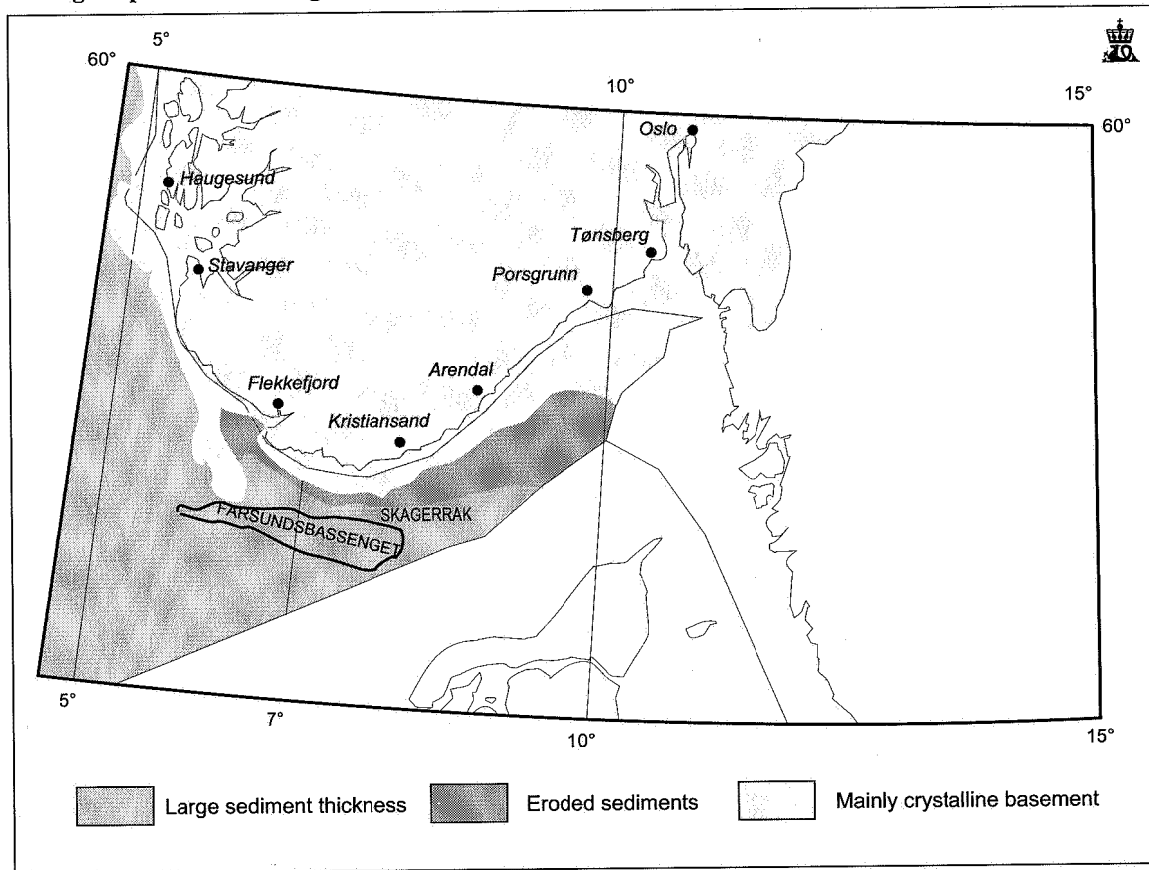 5°
60°
10°
15°
60°
Oslo
Haugesund
Tønsberg
Stavanger
Porsgrunn
Arendal
Flekkefjord
Kristiansand
SKAGERRAK
FARSUNDSBASSENGET
5°
7°
10°
15°
Large sediment thickness
Eroded sediments
Mainly crystalline basement